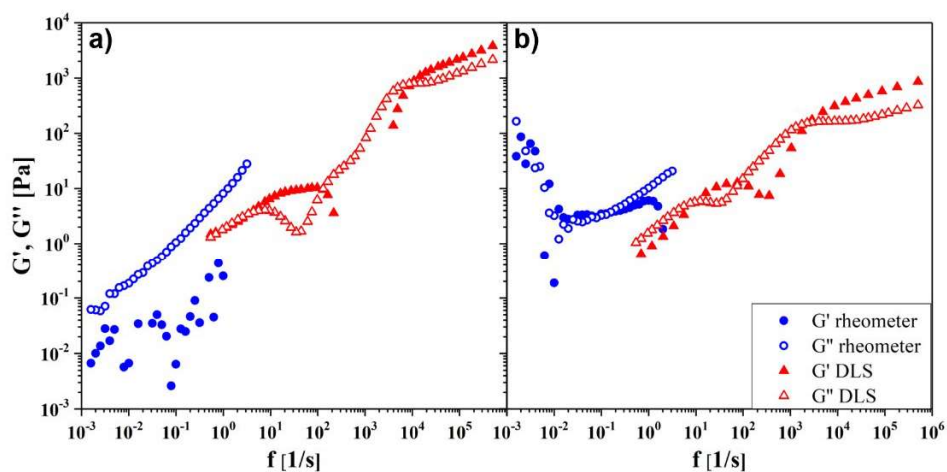 a)
b)
G', G'' [Pa]
10^4
10^3
10^2
10^1
10^0
10^-1
10^-2
10^-3
10^-3 10^-2 10^-1 10^0 10^1 10^2 10^3 10^4 10^5
10^-3 10^-2 10^-1 10^0 10^1 10^2 10^3 10^4 10^5 10^6
f [1/s]
f [1/s]
G' rheometer
G'' rheometer
G' DLS
G'' DLS